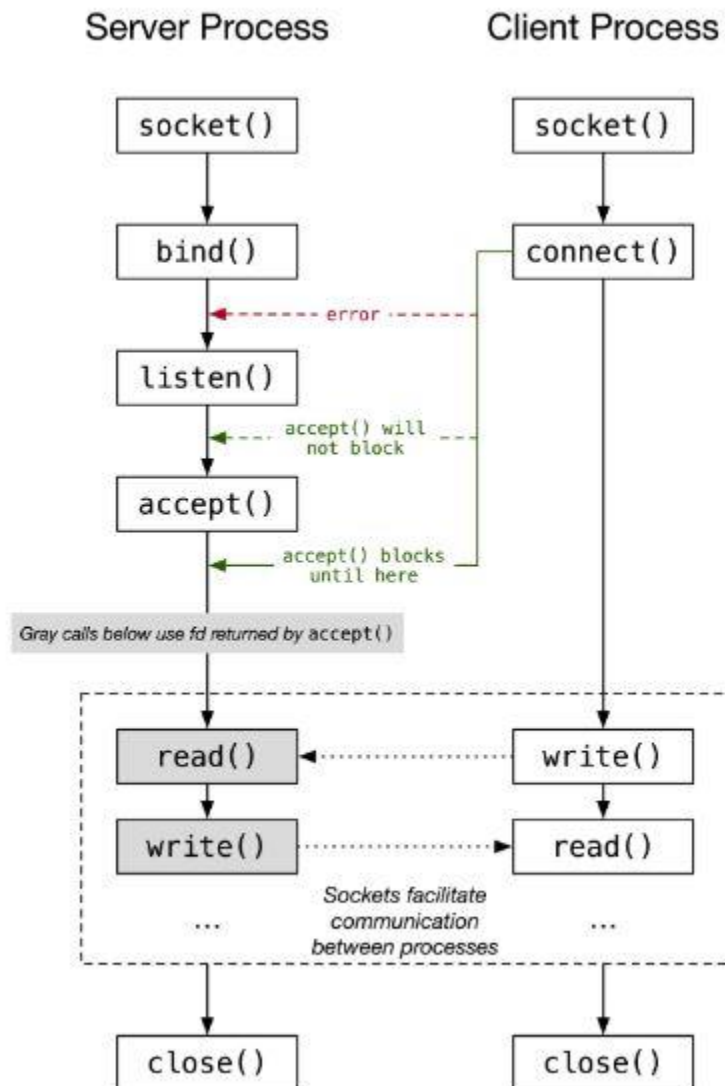 Server Process
Client Process
socket()
socket()
bind()
connect()
error
listen()
accept() will
not block
accept()
accept() blocks
until here
Gray calls below use fd returned by accept()
read()
write()
write()
read()
Sockets facilitate
communication
between processes
...
...
close()
close()